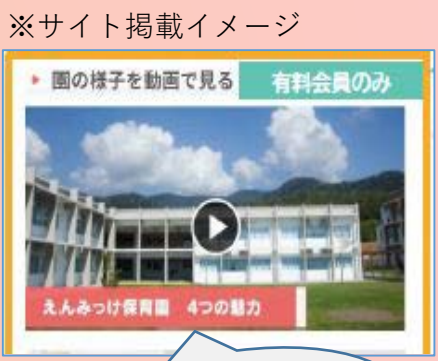 ※サイト掲載イメージ
園の様子を動画で見る 有料会員のみ
えんみっけ保育園 4つの魅力